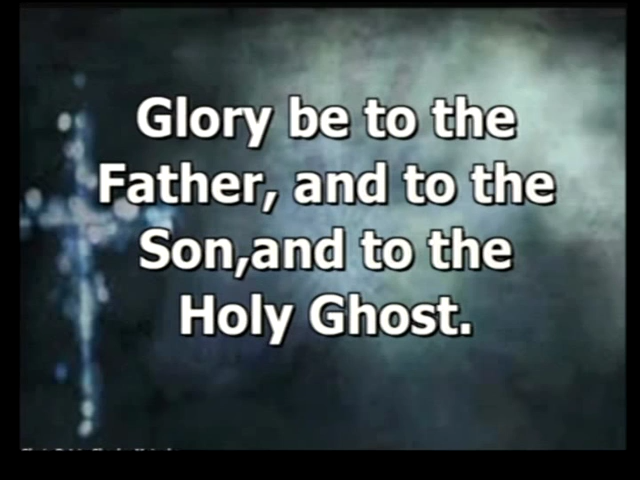 Glory be to the
Father, and to the
Son,and to the
Holy Ghost.